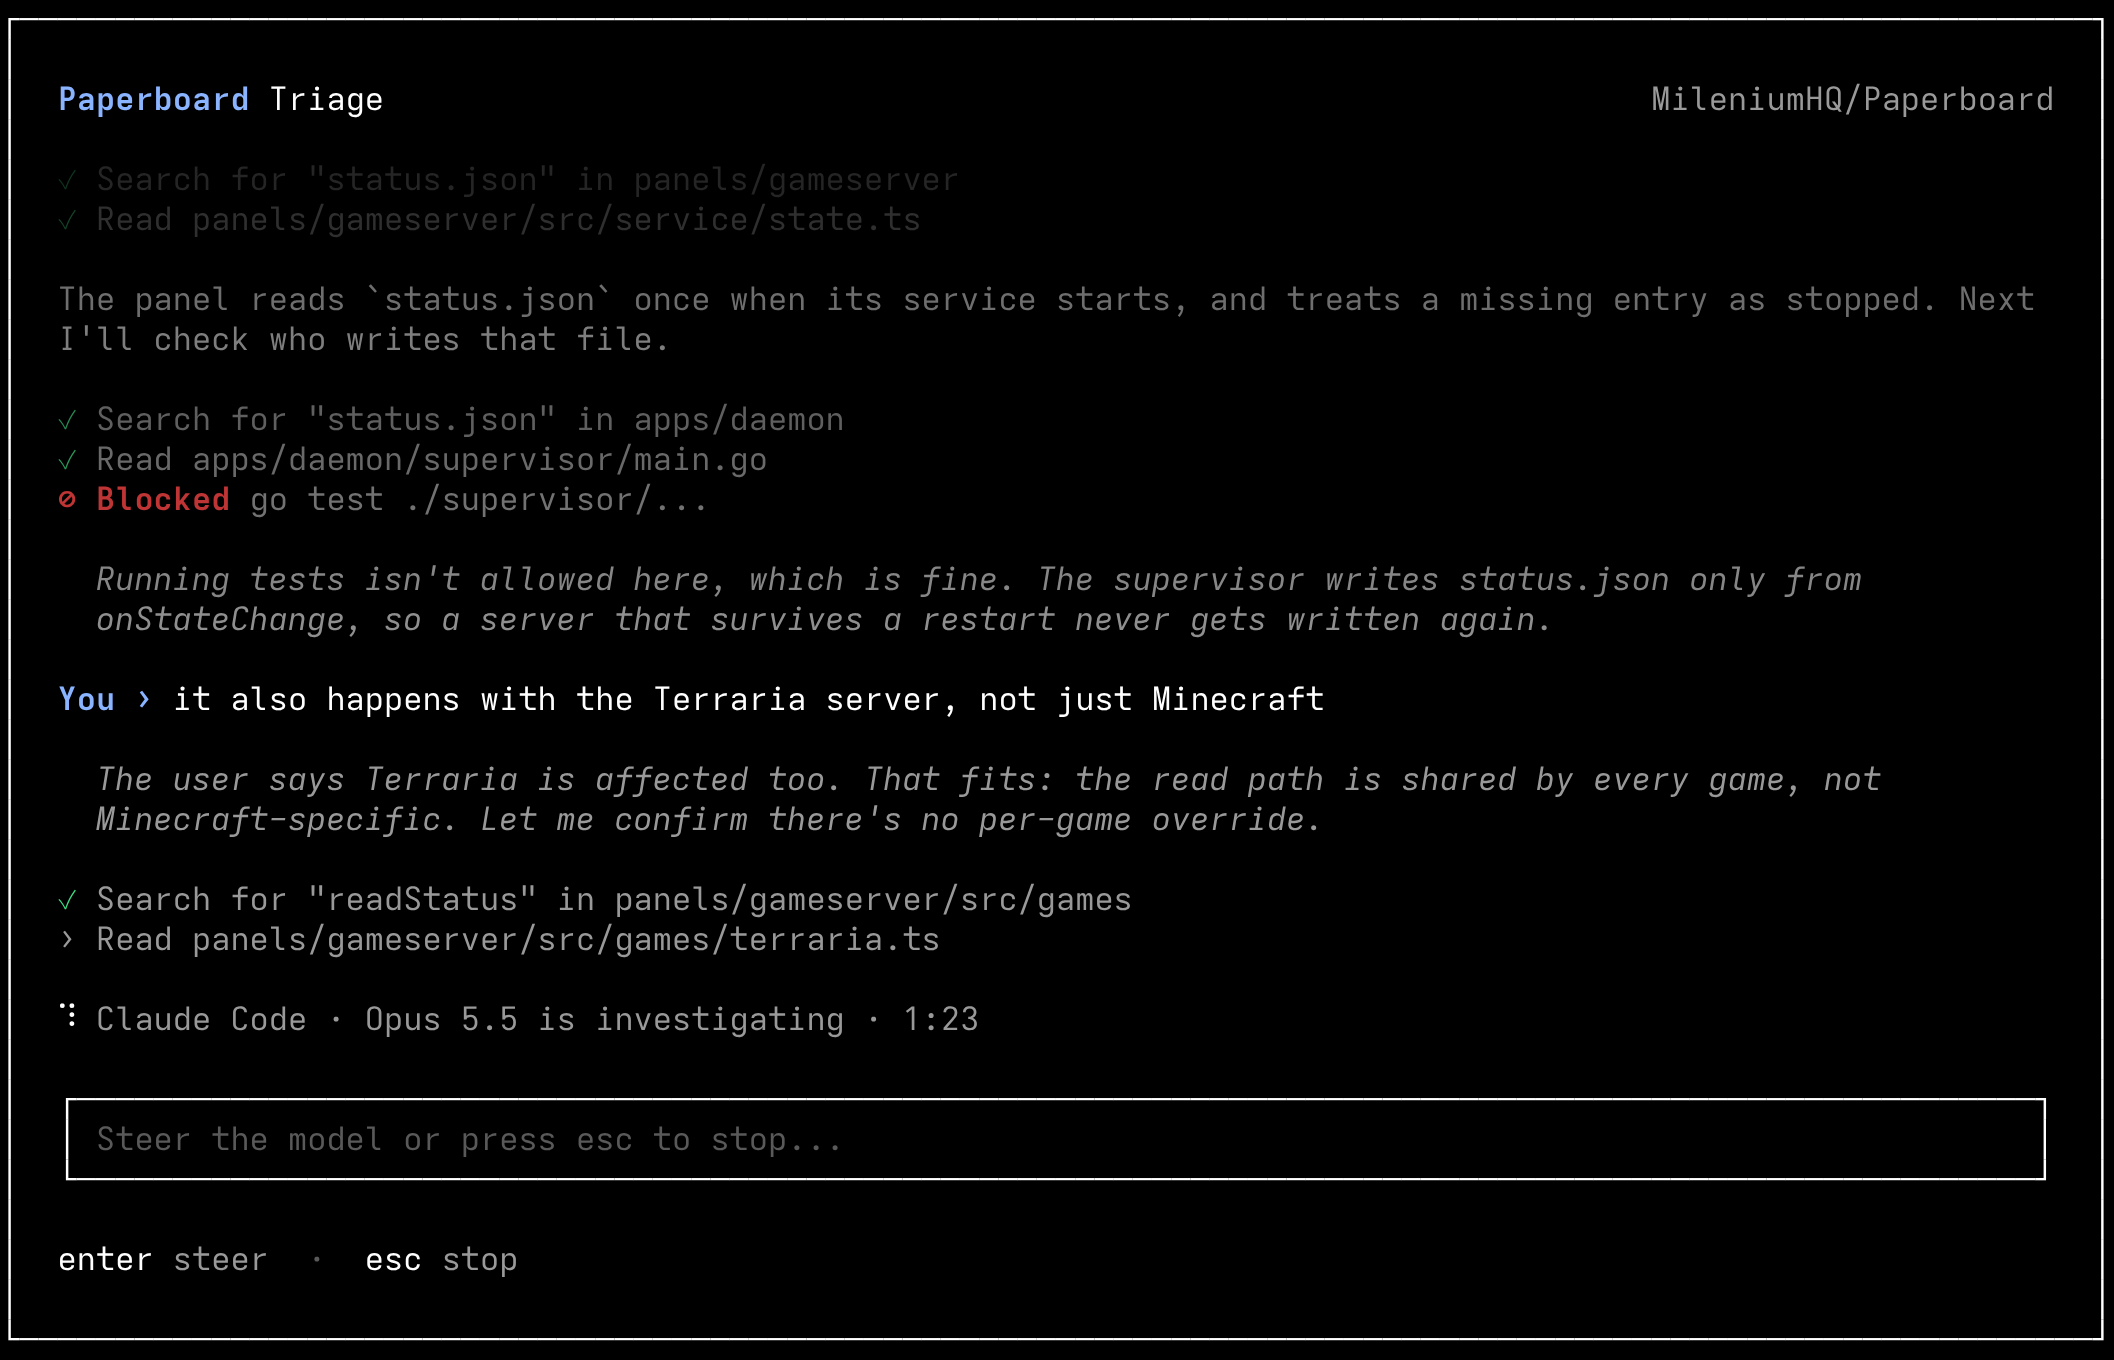 Paperboard Triage MileniumHQ/Paperboard
✓ Search for "status.json" in panels/gameserver
✓ Read panels/gameserver/src/service/state.ts
The panel reads `status.json` once when its service starts, and treats a missing entry as stopped. Next
I'll check who writes that file.
✓ Search for "status.json" in apps/daemon
✓ Read apps/daemon/supervisor/main.go
⊘ Blocked go test ./supervisor/...
Running tests isn't allowed here, which is fine. The supervisor writes status.json only from
onStateChange, so a server that survives a restart never gets written again.
You › it also happens with the Terraria server, not just Minecraft
The user says Terraria is affected too. That fits: the read path is shared by every game, not
Minecraft-specific. Let me confirm there's no per-game override.
✓ Search for "readStatus" in panels/gameserver/src/games
› Read panels/gameserver/src/games/terraria.ts
⠙ Claude Code · Opus 5.5 is investigating · 1:23
Steer the model or press esc to stop...
enter steer · esc stop